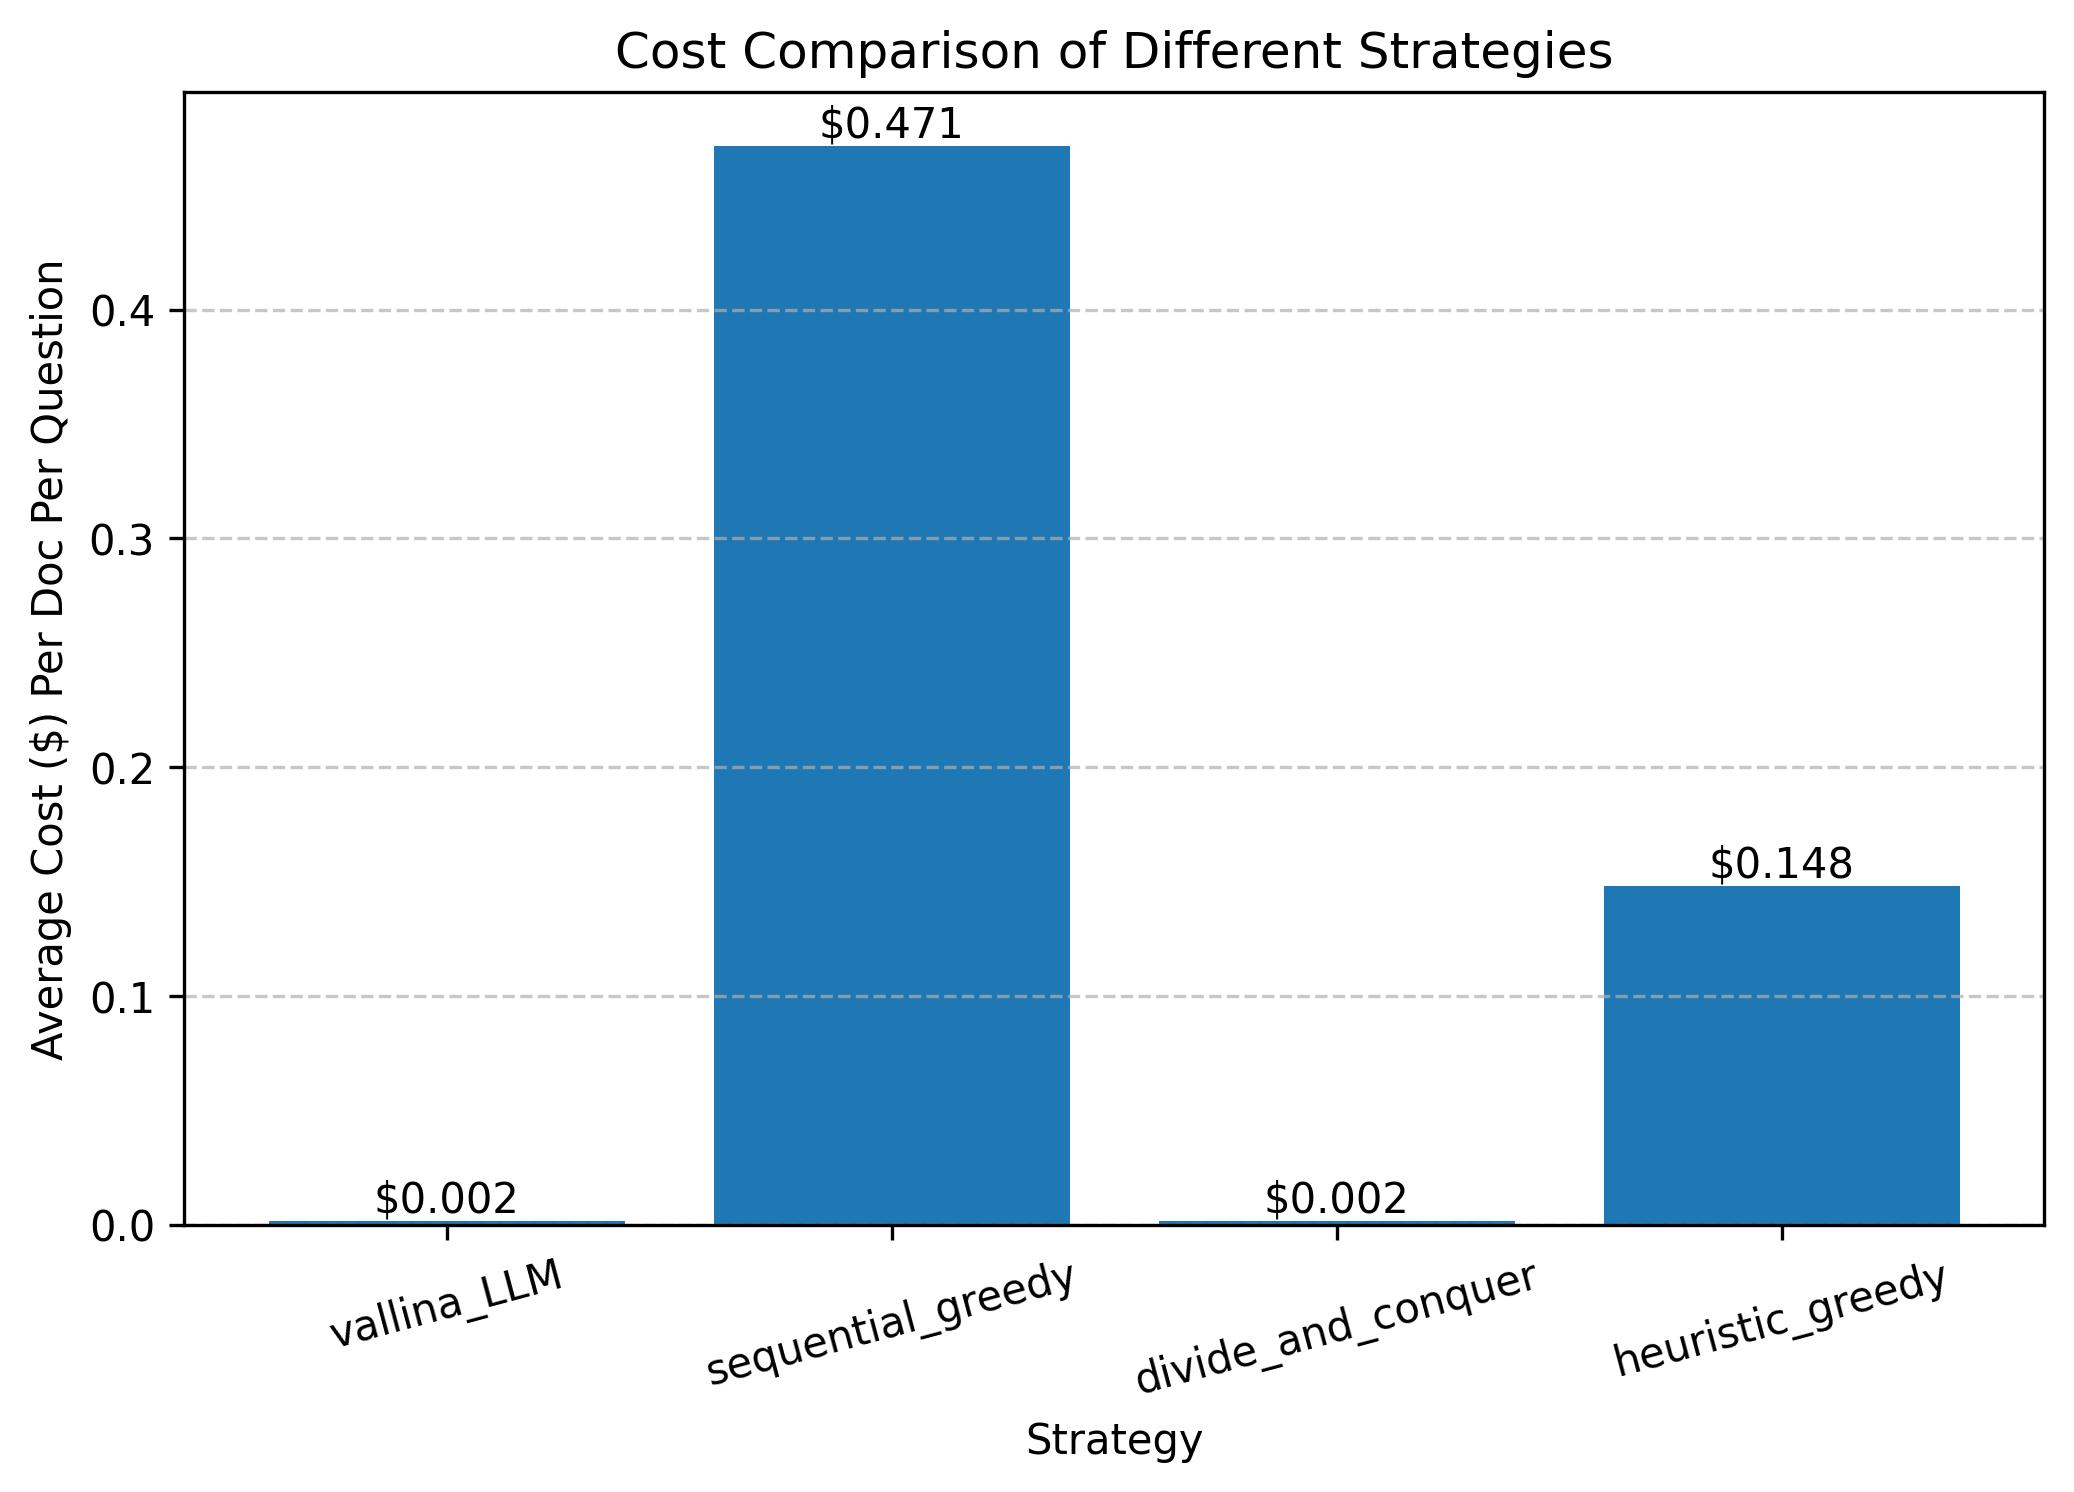 Cost Comparison of Different Strategies
Average Cost ($) Per Doc Per Question
0.4
0.3
0.2
0.1
0.0
$0.002
$0.471
$0.002
$0.148
vallina_LLM
sequential_greedy
divide_and_conquer
heuristic_greedy
Strategy